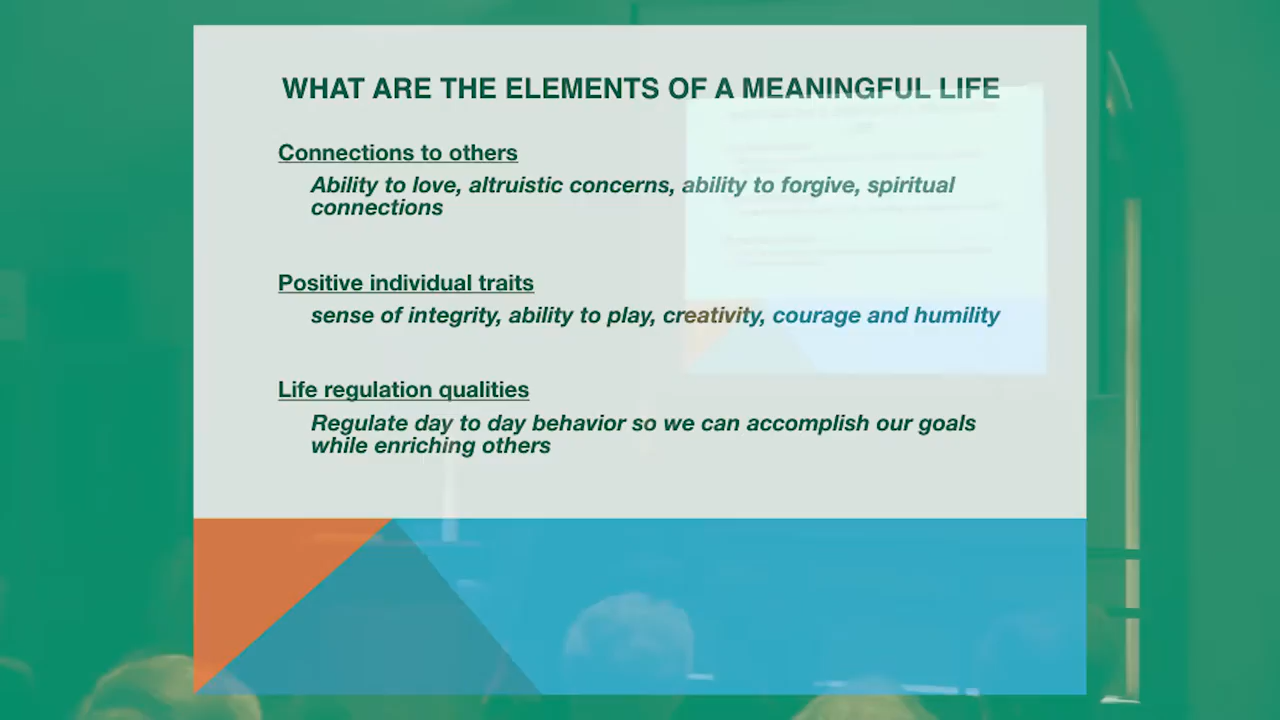 WHAT ARE THE ELEMENTS OF A MEANINGFUL LIFE
Connections to others
Ability to love, altruistic concerns, ability to forgive, spiritual
connections
Positive individual traits
sense of integrity, ability to play, creativity, courage and humility
Life regulation qualities
Regulate day to day behavior so we can accomplish our goals
while enriching others